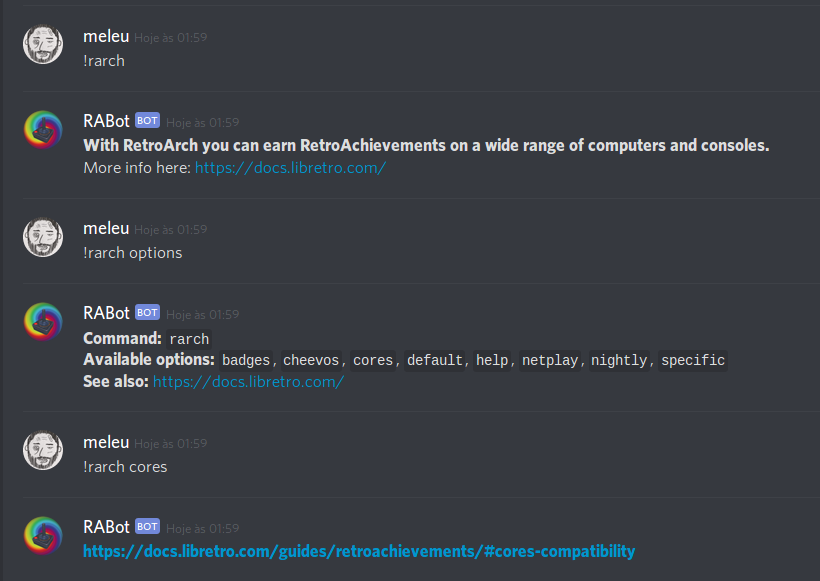 meleu Hoje às 01:59
!rarch
RABot BOT Hoje às 01:59
With RetroArch you can earn RetroAchievements on a wide range of computers and consoles.
More info here: https://docs.libretro.com/
meleu Hoje às 01:59
!rarch options
RABot BOT Hoje às 01:59
Command: rarch
Available options: badges, cheevos, cores, default, help, netplay, nightly, specific
See also: https://docs.libretro.com/
meleu Hoje às 01:59
!rarch cores
RABot BOT Hoje às 01:59
https://docs.libretro.com/guides/retroachievements/#cores-compatibility